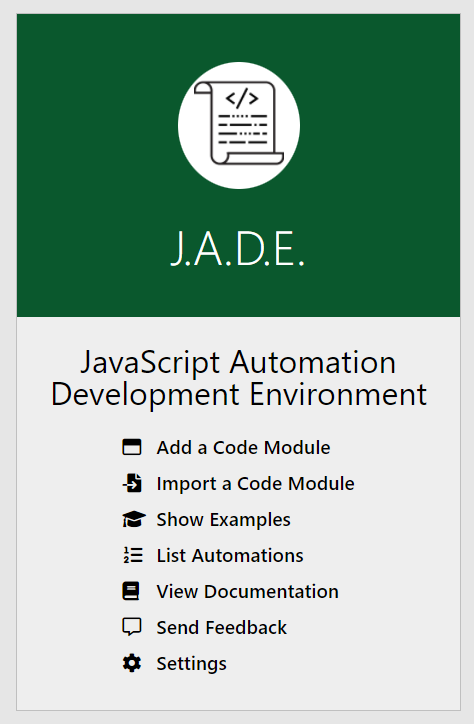 </>
J.A.D.E.
JavaScript Automation
Development Environment
Add a Code Module
Import a Code Module
Show Examples
List Automations
View Documentation
Send Feedback
Settings